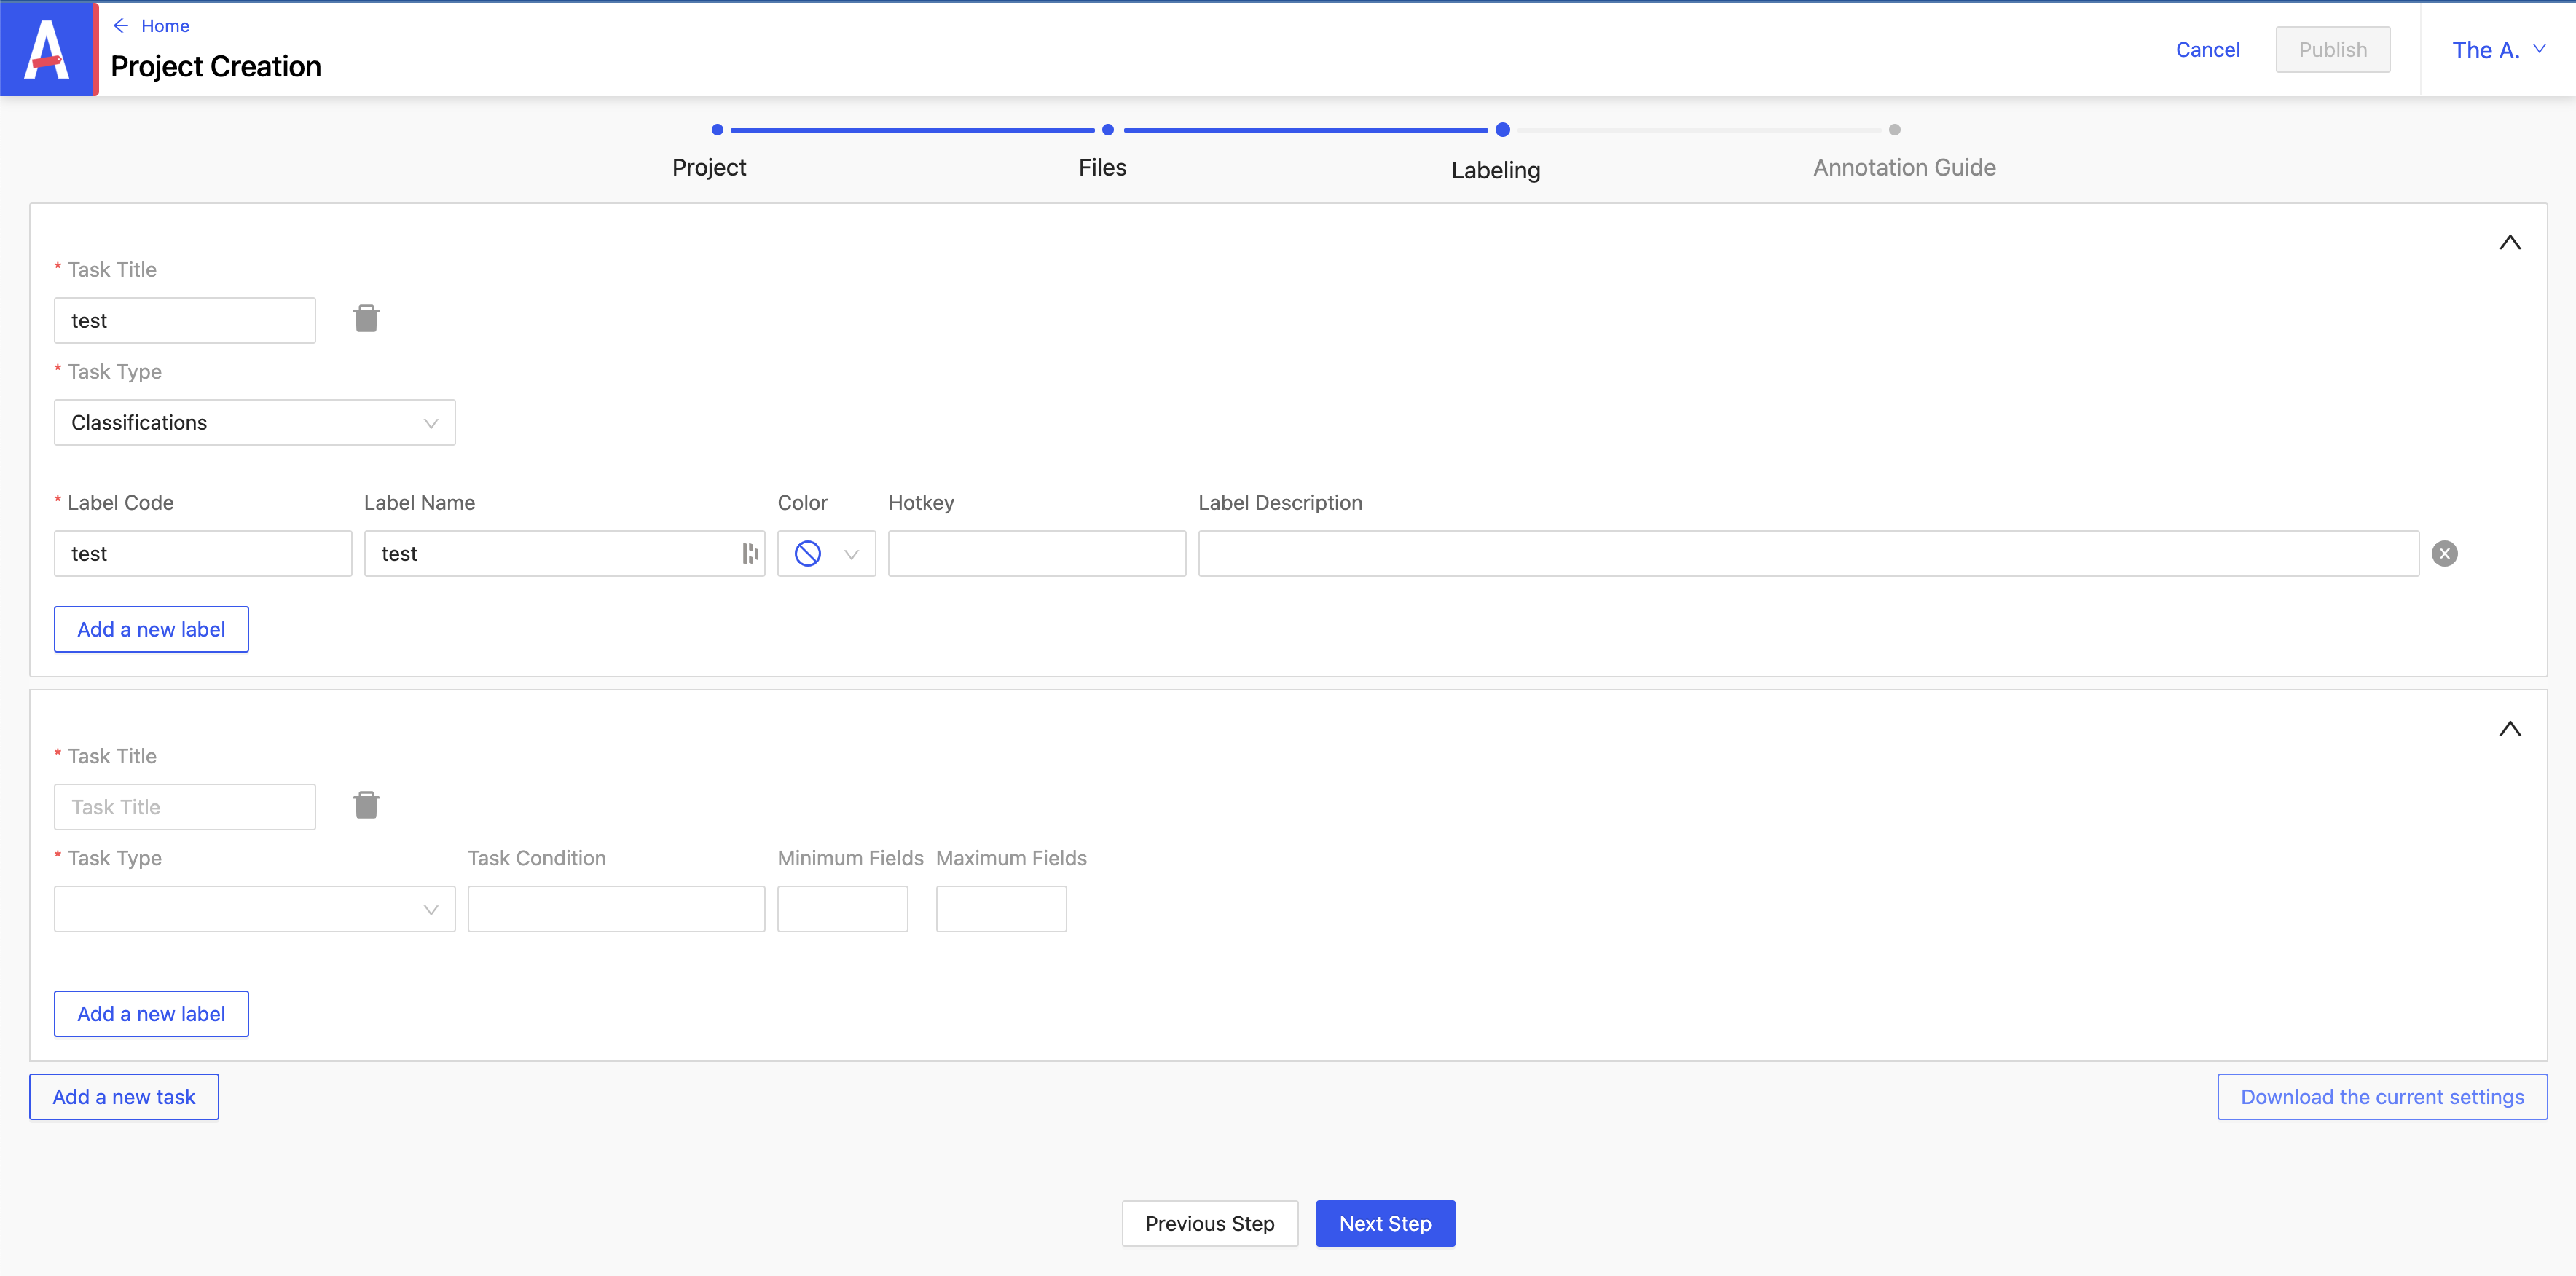 Home
Project Creation
Cancel
Publish
The A.
Project
Files
Labeling
Annotation Guide
* Task Title
test
* Task Type
Classifications
* Label Code Label Name Color Hotkey Label Description
test test
Add a new label
* Task Title
Task Title
* Task Type Task Condition Minimum Fields Maximum Fields
Add a new label
Add a new task
Download the current settings
Previous Step
Next Step